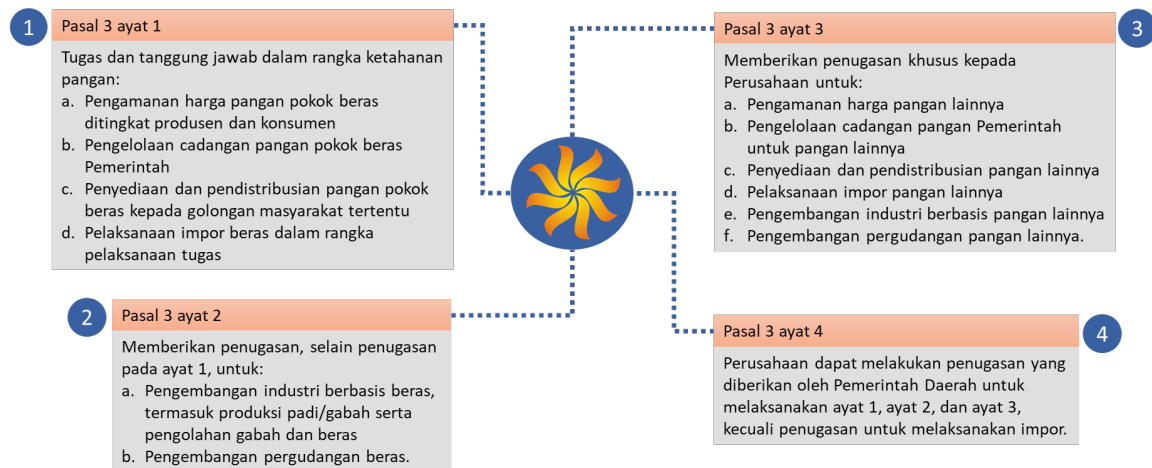 1
Pasal 3 ayat 1
Tugas dan tanggung jawab dalam rangka ketahanan
pangan:
a. Pengamanan harga pangan pokok beras
ditingkat produsen dan konsumen
b. Pengelolaan cadangan pangan pokok beras
Pemerintah
c. Penyediaan dan pendistribusian pangan pokok
beras kepada golongan masyarakat tertentu
d. Pelaksanaan impor beras dalam rangka
pelaksanaan tugas
2
Pasal 3 ayat 2
Memberikan penugasan, selain penugasan
pada ayat 1, untuk:
a. Pengembangan industri berbasis beras,
termasuk produksi padi/gabah serta
pengolahan gabah dan beras
b. Pengembangan pergudangan beras.
3
Pasal 3 ayat 3
Memberikan penugasan khusus kepada
Perusahaan untuk:
a. Pengamanan harga pangan lainnya
b. Pengelolaan cadangan pangan Pemerintah
untuk pangan lainnya
c. Penyediaan dan pendistribusian pangan lainnya
d. Pelaksanaan impor pangan lainnya
e. Pengembangan industri berbasis pangan lainnya
f. Pengembangan pergudangan pangan lainnya.
4
Pasal 3 ayat 4
Perusahaan dapat melakukan penugasan yang
diberikan oleh Pemerintah Daerah untuk
melaksanakan ayat 1, ayat 2, dan ayat 3,
kecuali penugasan untuk melaksanakan impor.